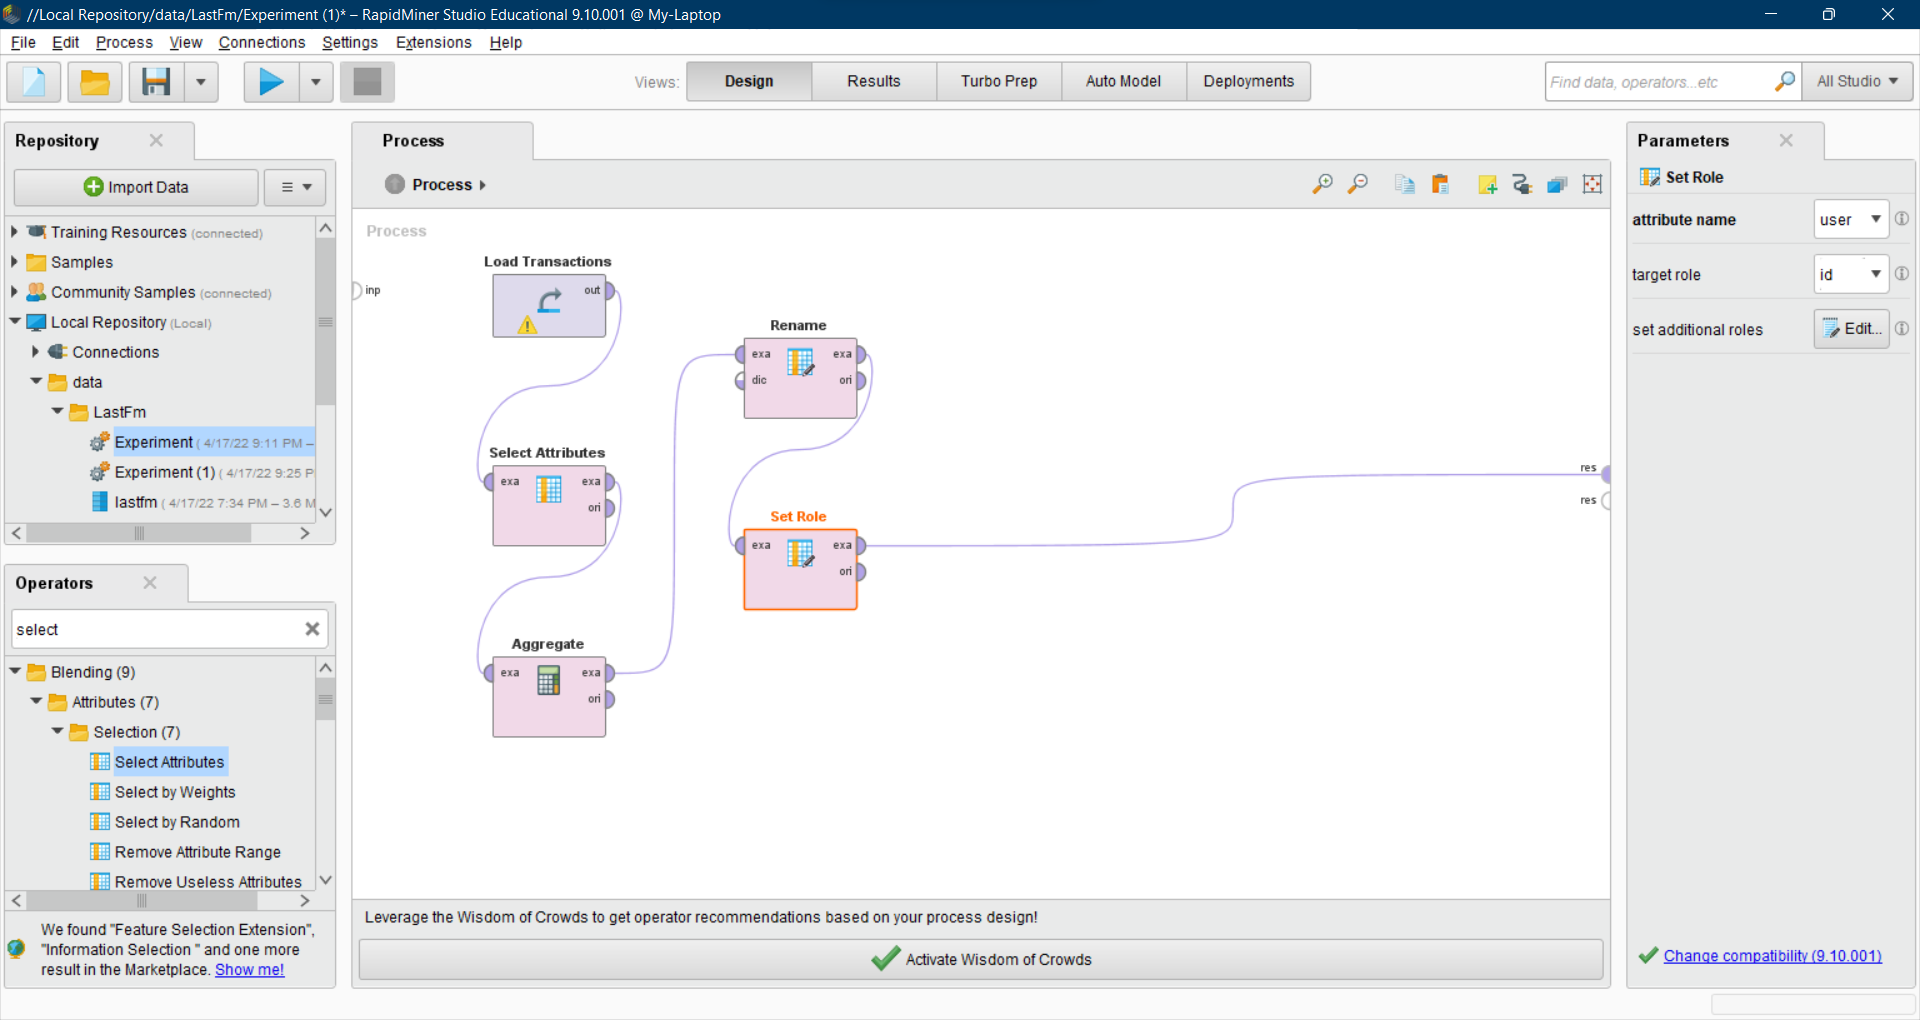 //Local Repository/data/LastFm/Experiment (1)* – RapidMiner Studio Educational 9.10.001 @ My-Laptop
File Edit Process View Connections Settings Extensions Help
Views: Design Results Turbo Prep Auto Model Deployments
Find data, operators...etc
All Studio
Repository
Import Data
Training Resources (connected)
Samples
Community Samples (connected)
Local Repository (Local)
Connections
data
LastFm
Experiment ( 4/17/22 9:11 PM –
Experiment (1) ( 4/17/22 9:25 P
lastfm ( 4/17/22 7:34 PM – 3.6 M
Operators
select
Blending (9)
Attributes (7)
Selection (7)
Select Attributes
Select by Weights
Select by Random
Remove Attribute Range
Remove Useless Attributes
We found "Feature Selection Extension",
"Information Selection " and one more
result in the Marketplace. Show me!
Process
Process
Process
inp
Load Transactions
out
Select Attributes
exa exa
ori
Aggregate
exa exa
ori
Rename
exa exa
dic ori
Set Role
exa exa
ori
res
res
Leverage the Wisdom of Crowds to get operator recommendations based on your process design!
Activate Wisdom of Crowds
Parameters
Set Role
attribute name user
target role id
set additional roles Edit...
Change compatibility (9.10.001)